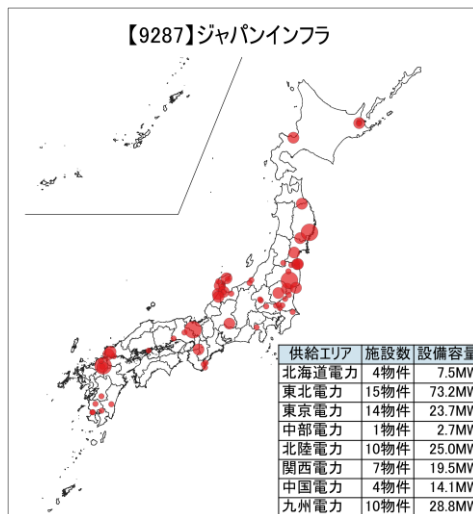 【9287】ジャパンインフラ
供給エリア 施設数 設備容量
北海道電力 4物件 7.5MW
東北電力 15物件 73.2MW
東京電力 14物件 23.7MW
中部電力 1物件 2.7MW
北陸電力 10物件 25.0MW
関西電力 7物件 19.5MW
中国電力 4物件 14.1MW
九州電力 10物件 28.8MW